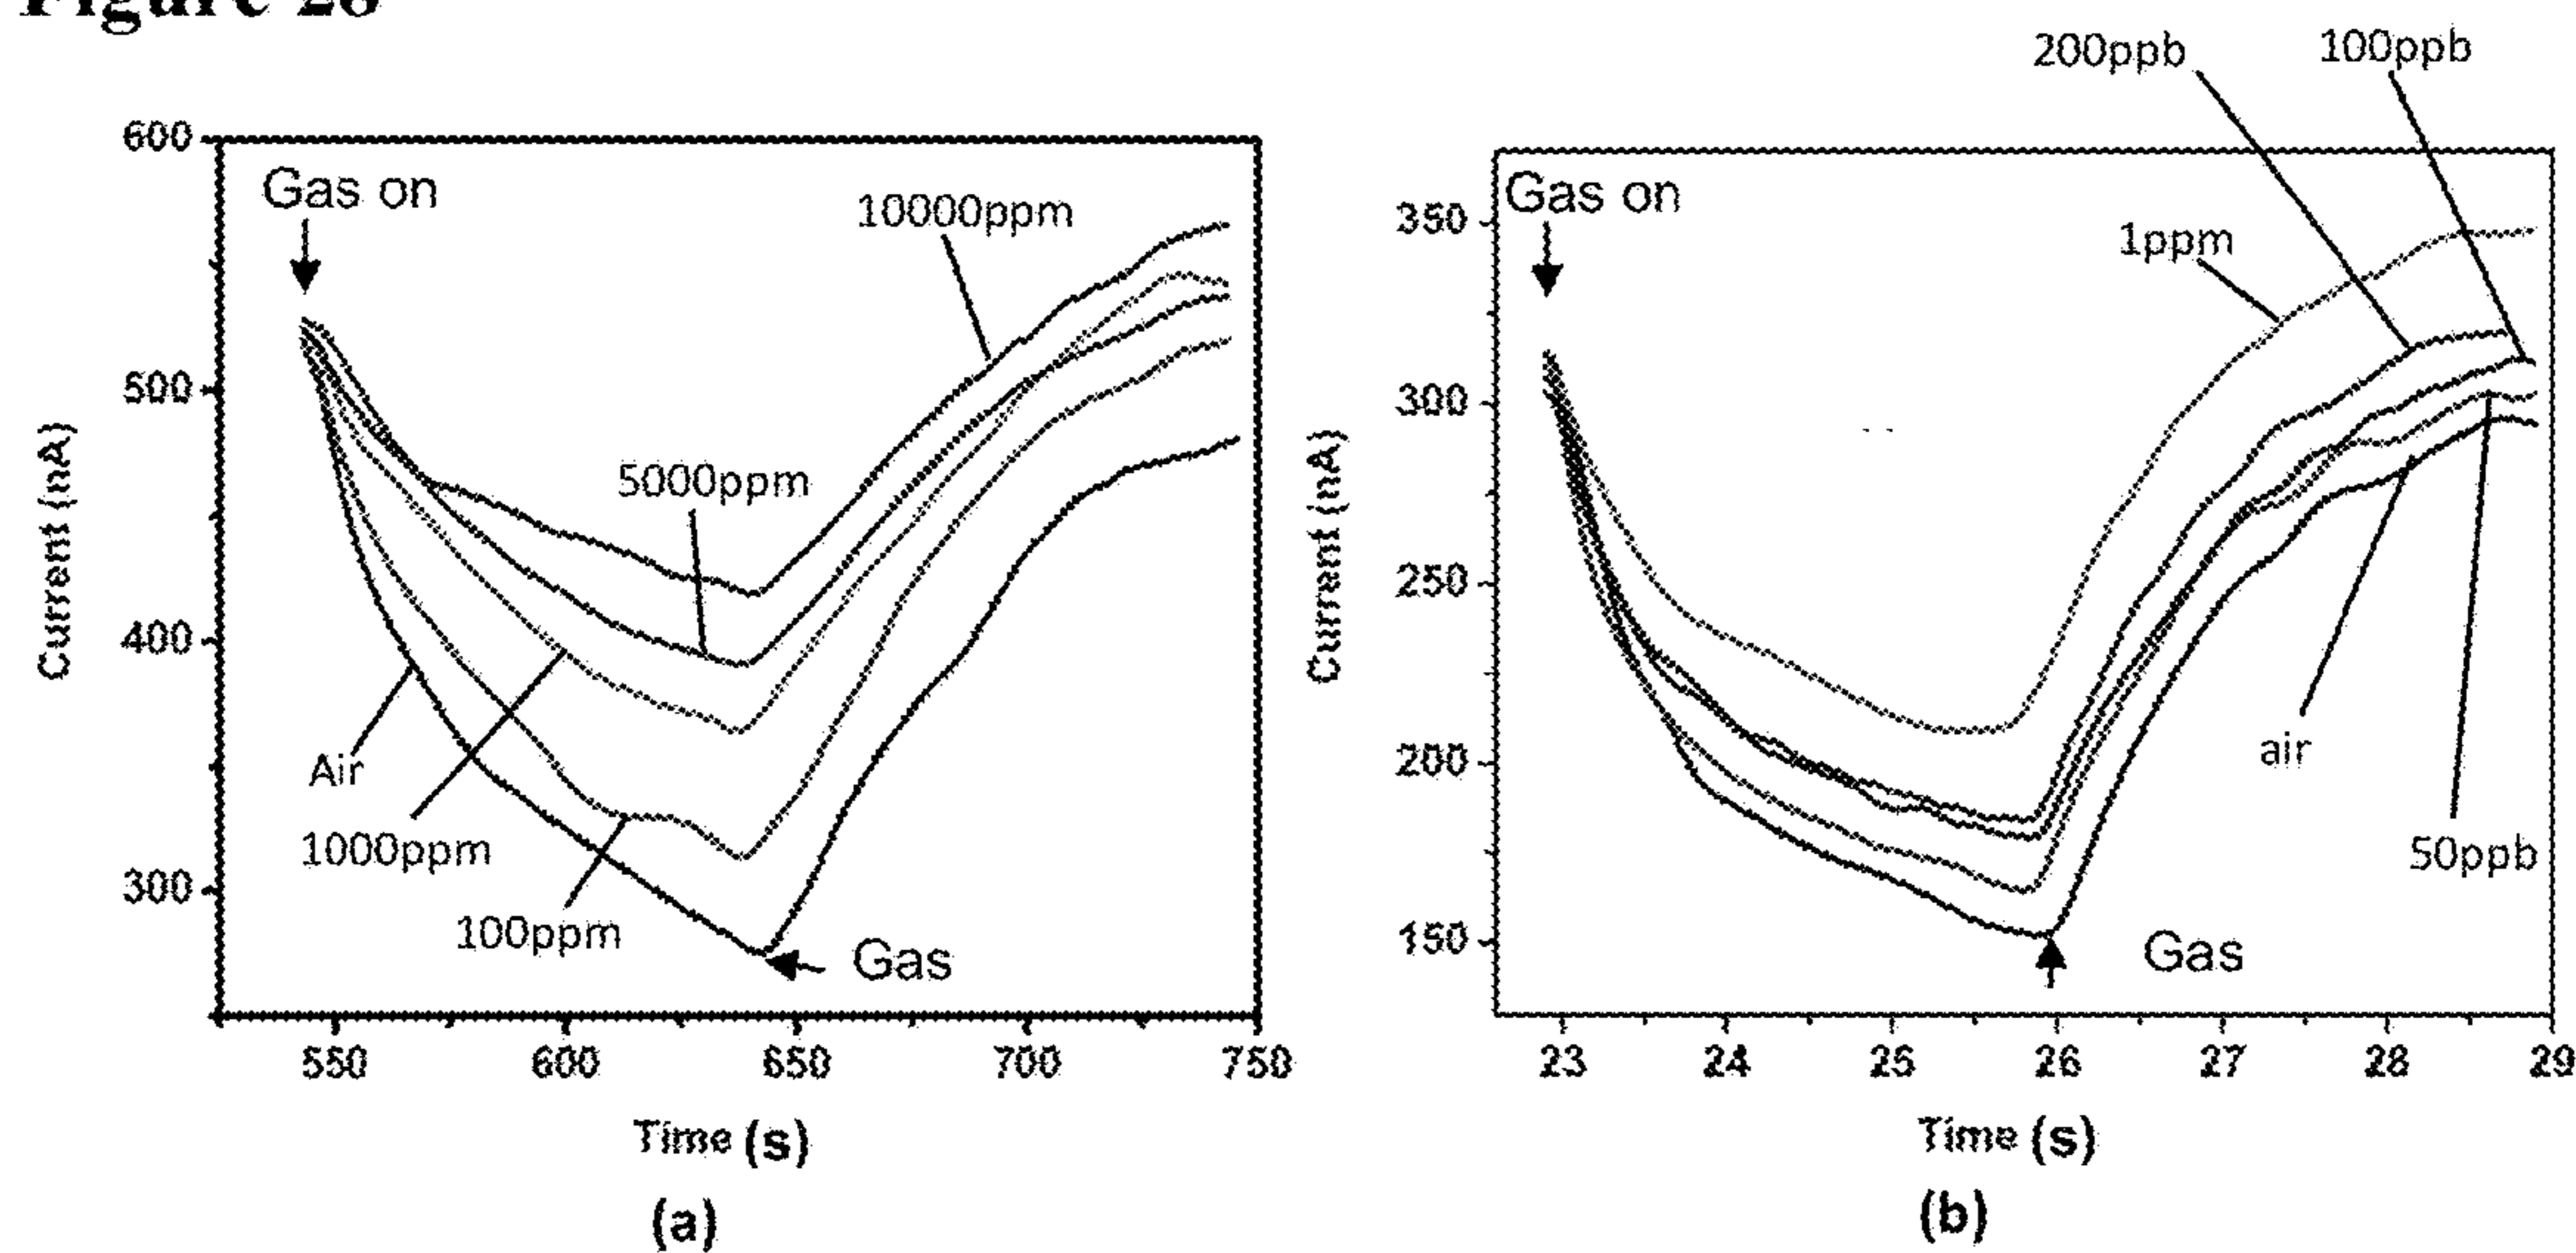 Figure 28
600
500
400
300
Current (nA)
Gas on
10000ppm
5000ppm
Air
1000ppm
100ppm
Gas
550
600
650
700
750
Time (s)
(a)
200ppb
100ppb
350
300
250
200
150
Current (nA)
Gas on
1ppm
air
50ppb
Gas
23
24
25
26
27
28
29
Time (s)
(b)